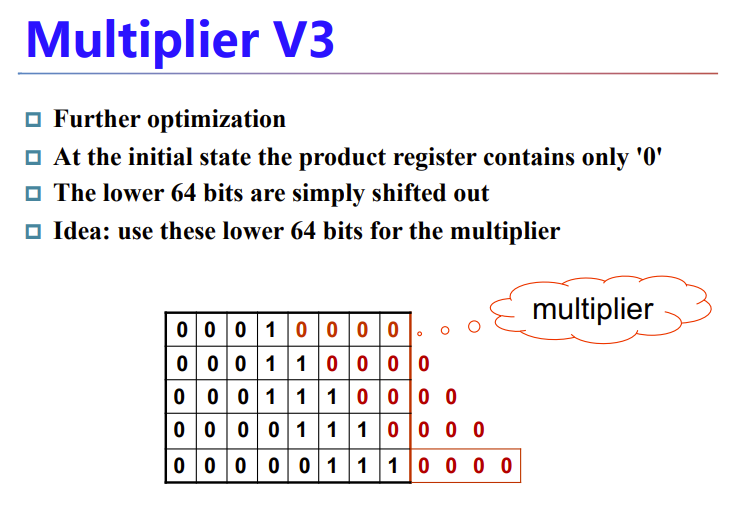 Multiplier V3
Further optimization
At the initial state the product register contains only '0'
The lower 64 bits are simply shifted out
Idea: use these lower 64 bits for the multiplier
multiplier
0 0 0 1 0 0 0 0
0 0 0 1 1 0 0 0 0
0 0 0 1 1 1 0 0 0 0
0 0 0 0 1 1 1 0 0 0 0
0 0 0 0 0 1 1 1 0 0 0 0